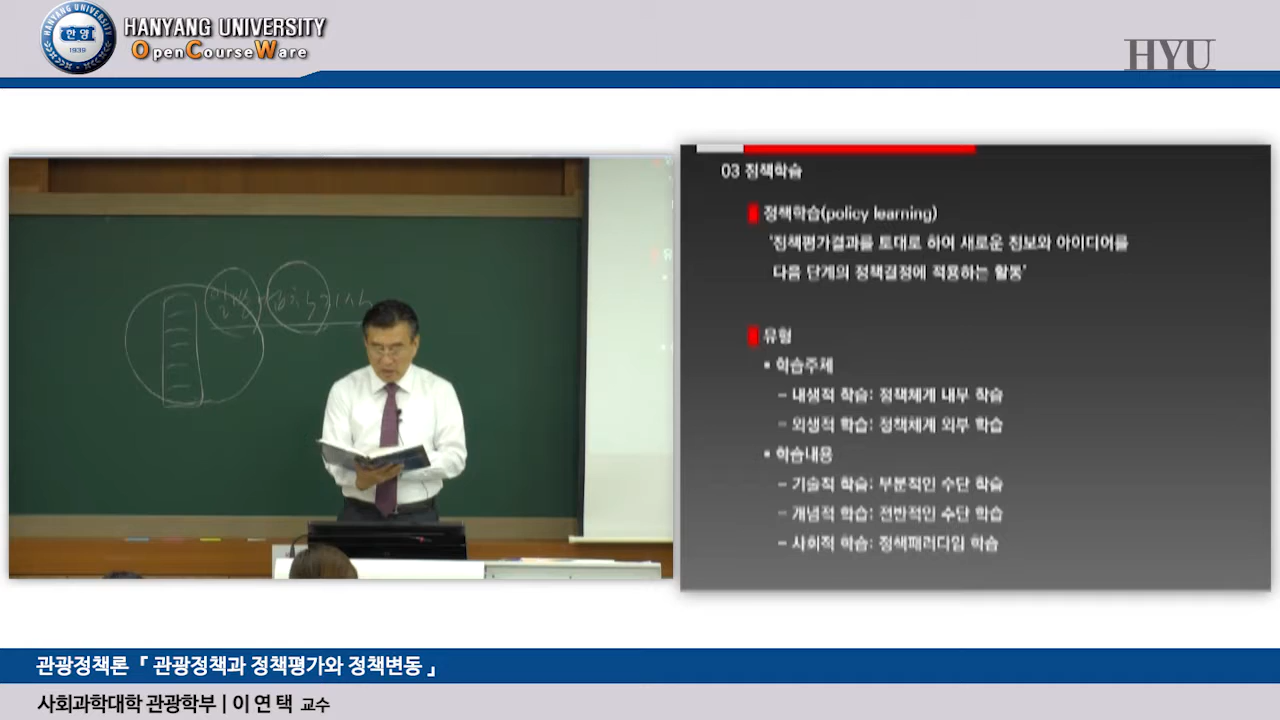 HANYANG UNIVERSITY
OpenCourseWare
HANYANG UNIVERSITY
한양
1939
HYU
03 정책학습
정책학습(policy learning)
'정책평가결과를 토대로 하여 새로운 정보와 아이디어를
다음 단계의 정책결정에 적용하는 활동'
유형
▪ 학습주체
- 내생적 학습: 정책체계 내부 학습
- 외생적 학습: 정책체계 외부 학습
▪ 학습내용
- 기술적 학습: 부분적인 수단 학습
- 개념적 학습: 전반적인 수단 학습
- 사회적 학습: 정책패러다임 학습
관광정책론 「 관광정책과 정책평가와 정책변동 」
사회과학대학 관광학부 | 이 연 택 교수